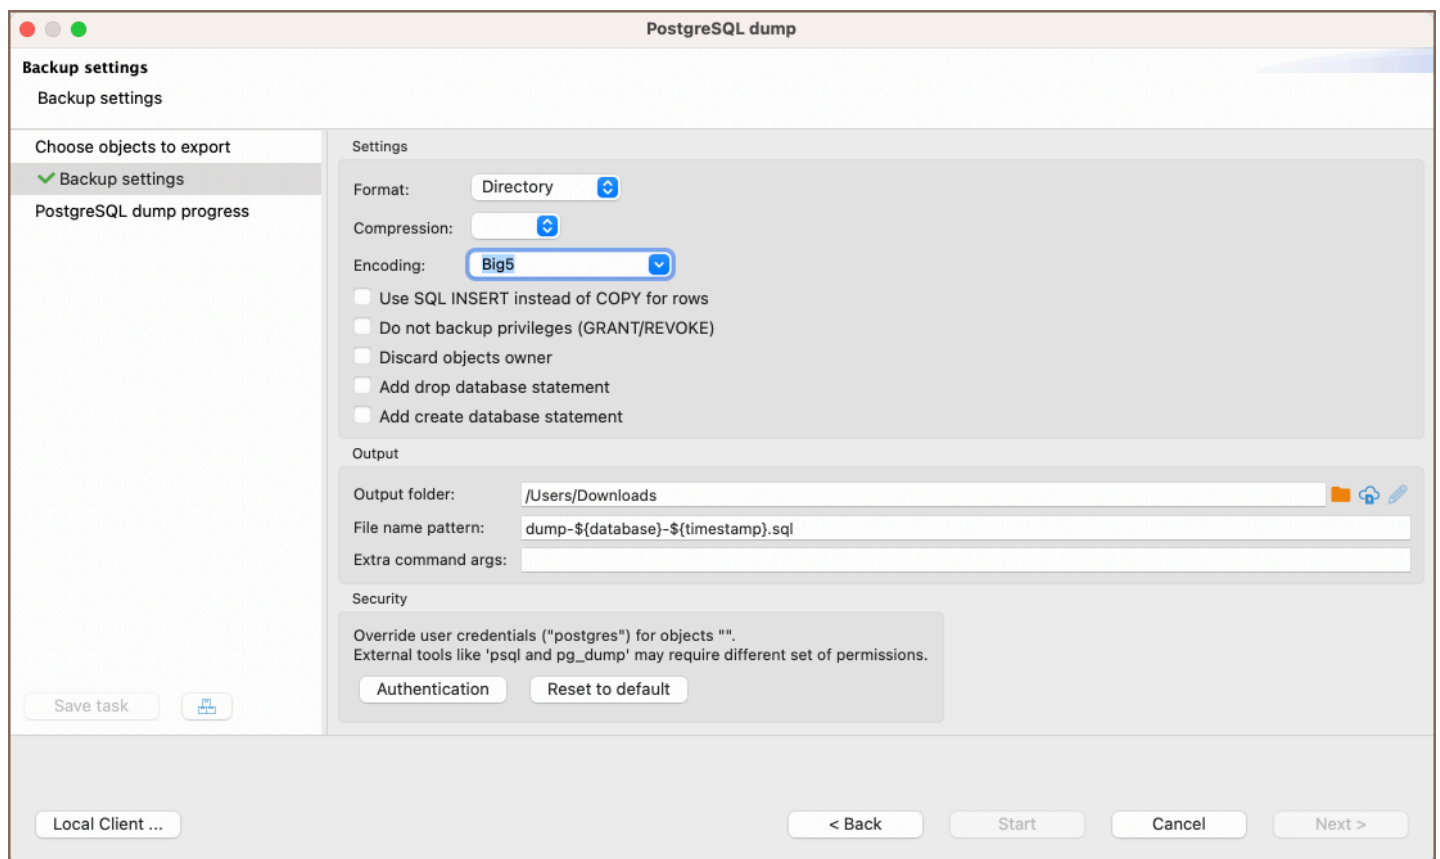 PostgreSQL dump
Backup settings
Backup settings
Choose objects to export
Backup settings
PostgreSQL dump progress
Save task
Settings
Format: Directory
Compression:
Encoding: Big5
Use SQL INSERT instead of COPY for rows
Do not backup privileges (GRANT/REVOKE)
Discard objects owner
Add drop database statement
Add create database statement
Output
Output folder: /Users/Downloads
File name pattern: dump-${database}-${timestamp}.sql
Extra command args:
Security
Override user credentials ("postgres") for objects "".
External tools like 'psql and pg_dump' may require different set of permissions.
Authentication Reset to default
Local Client ... < Back Start Cancel Next >